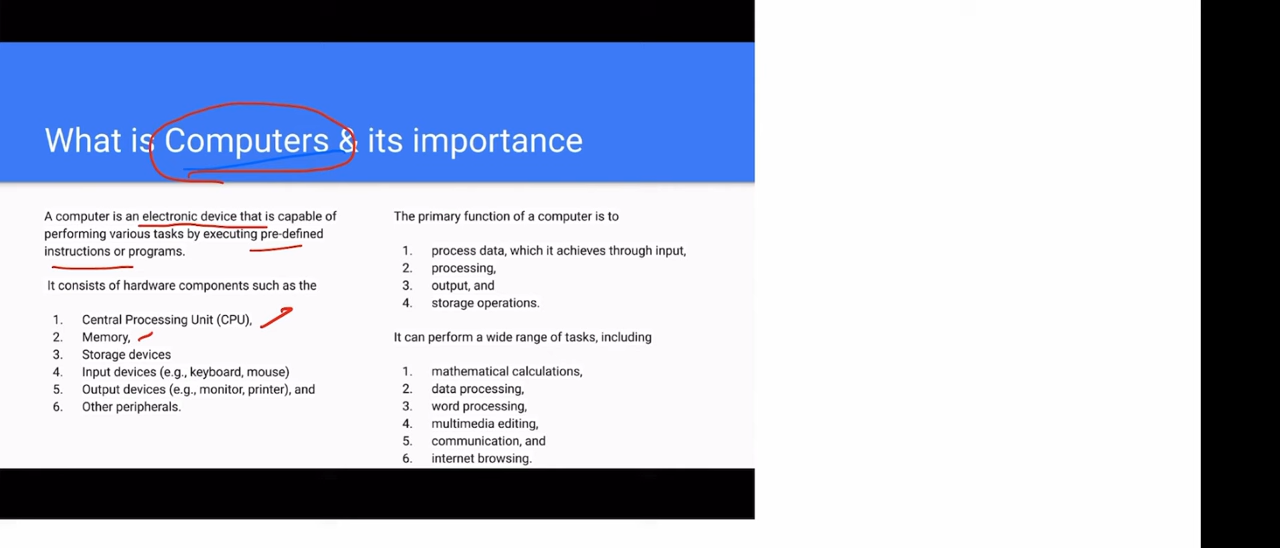 What is Computers & its importance
A computer is an electronic device that is capable of
performing various tasks by executing pre-defined
instructions or programs.
It consists of hardware components such as the
1. Central Processing Unit (CPU),
2. Memory,
3. Storage devices
4. Input devices (e.g., keyboard, mouse)
5. Output devices (e.g., monitor, printer), and
6. Other peripherals.
The primary function of a computer is to
1. process data, which it achieves through input,
2. processing,
3. output, and
4. storage operations.
It can perform a wide range of tasks, including
1. mathematical calculations,
2. data processing,
3. word processing,
4. multimedia editing,
5. communication, and
6. internet browsing.